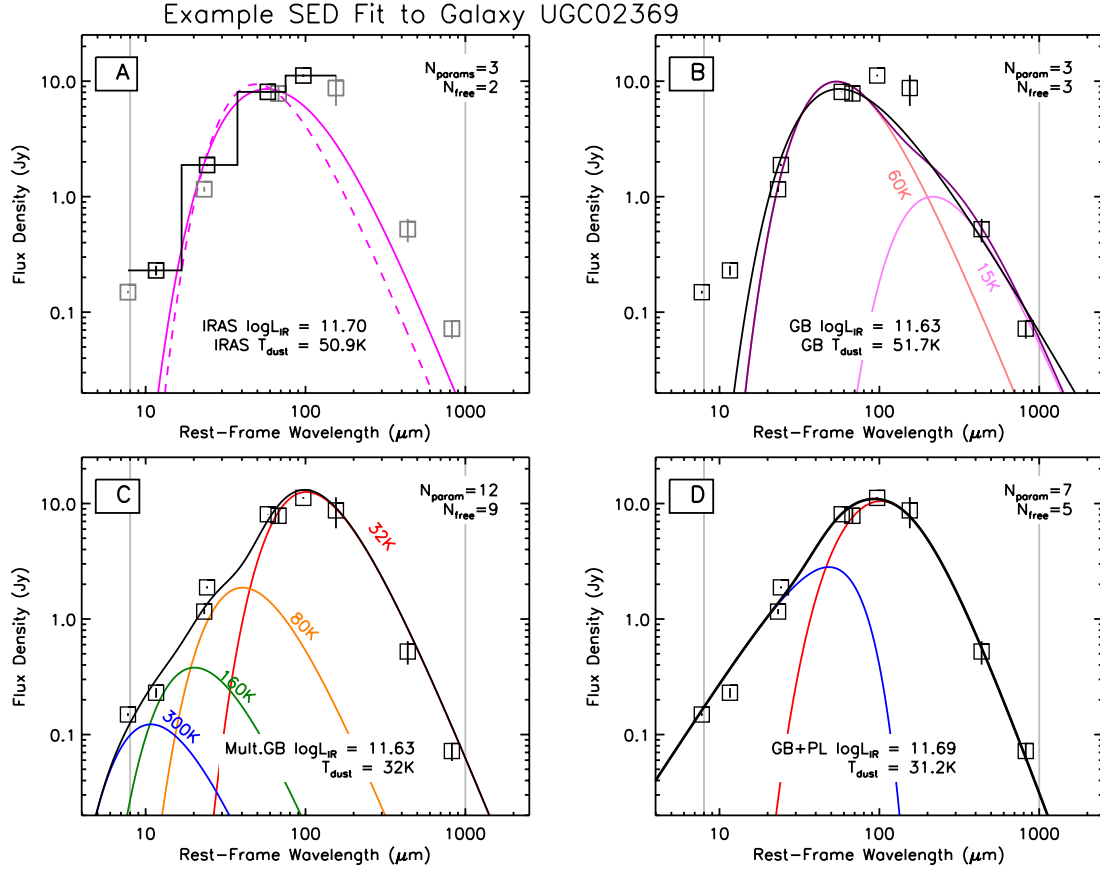 Example SED Fit to Galaxy UGC02369
A
N_params=3
N_free=2
10.0
1.0
0.1
Flux Density (Jy)
IRAS logL_IR = 11.70
IRAS T_dust = 50.9K
10
100
1000
Rest-Frame Wavelength (μm)
B
N_param=3
N_free=3
10.0
1.0
0.1
Flux Density (Jy)
60K
15K
GB logL_IR = 11.63
GB T_dust = 51.7K
10
100
1000
Rest-Frame Wavelength (μm)
C
N_param=12
N_free=9
10.0
1.0
0.1
Flux Density (Jy)
32K
80K
160K
300K
Mult.GB logL_IR = 11.63
T_dust = 32K
10
100
1000
Rest-Frame Wavelength (μm)
D
N_param=7
N_free=5
10.0
1.0
0.1
Flux Density (Jy)
GB+PL logL_IR = 11.69
T_dust = 31.2K
10
100
1000
Rest-Frame Wavelength (μm)